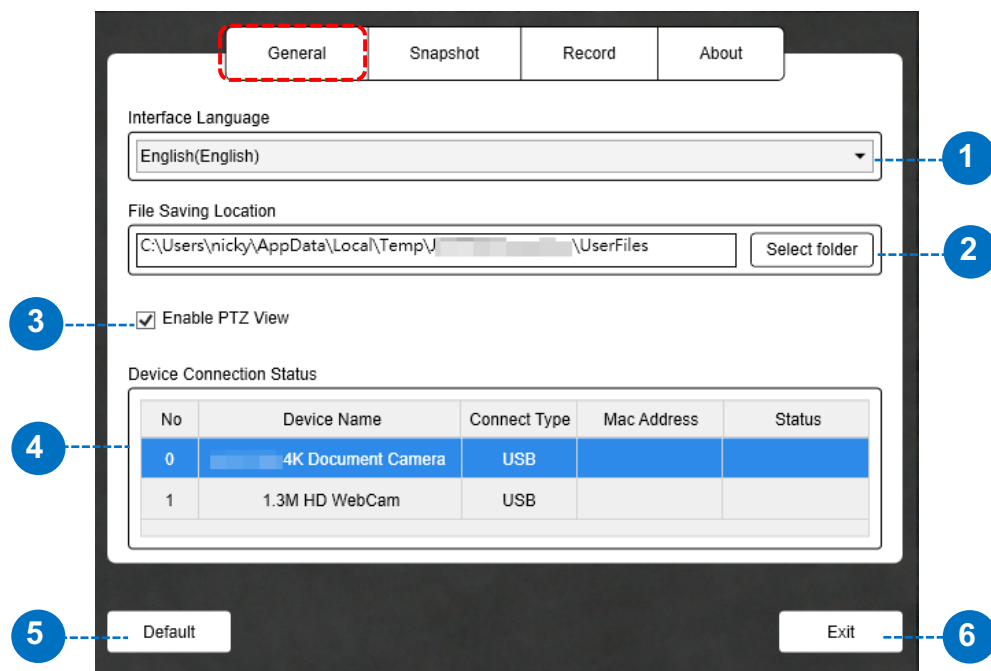 General Snapshot Record About
Interface Language
English(English) 1
File Saving Location
C:\Users\nicky\AppData\Local\Temp\J \UserFiles Select folder 2
3 Enable PTZ View
Device Connection Status
No Device Name Connect Type Mac Address Status
4
0 4K Document Camera USB
1 1.3M HD WebCam USB
5 Default Exit 6